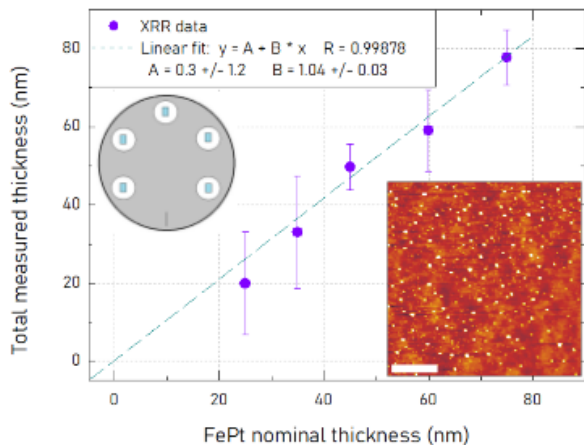 XRR data
Linear fit: y = A + B * x R = 0.99878
A = 0.3 +/- 1.2 B = 1.04 +/- 0.03
Total measured thickness (nm)
80
60
40
20
0
0 20 40 60 80
FePt nominal thickness (nm)